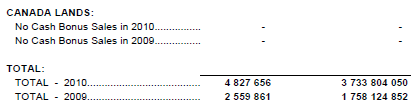 CANADA LANDS:
No Cash Bonus Sales in 2010................ - -
No Cash Bonus Sales in 2009................ - -
TOTAL:
TOTAL - 2010....................................... 4 827 656 3 733 804 050
TOTAL - 2009....................................... 2 559 861 1 758 124 852